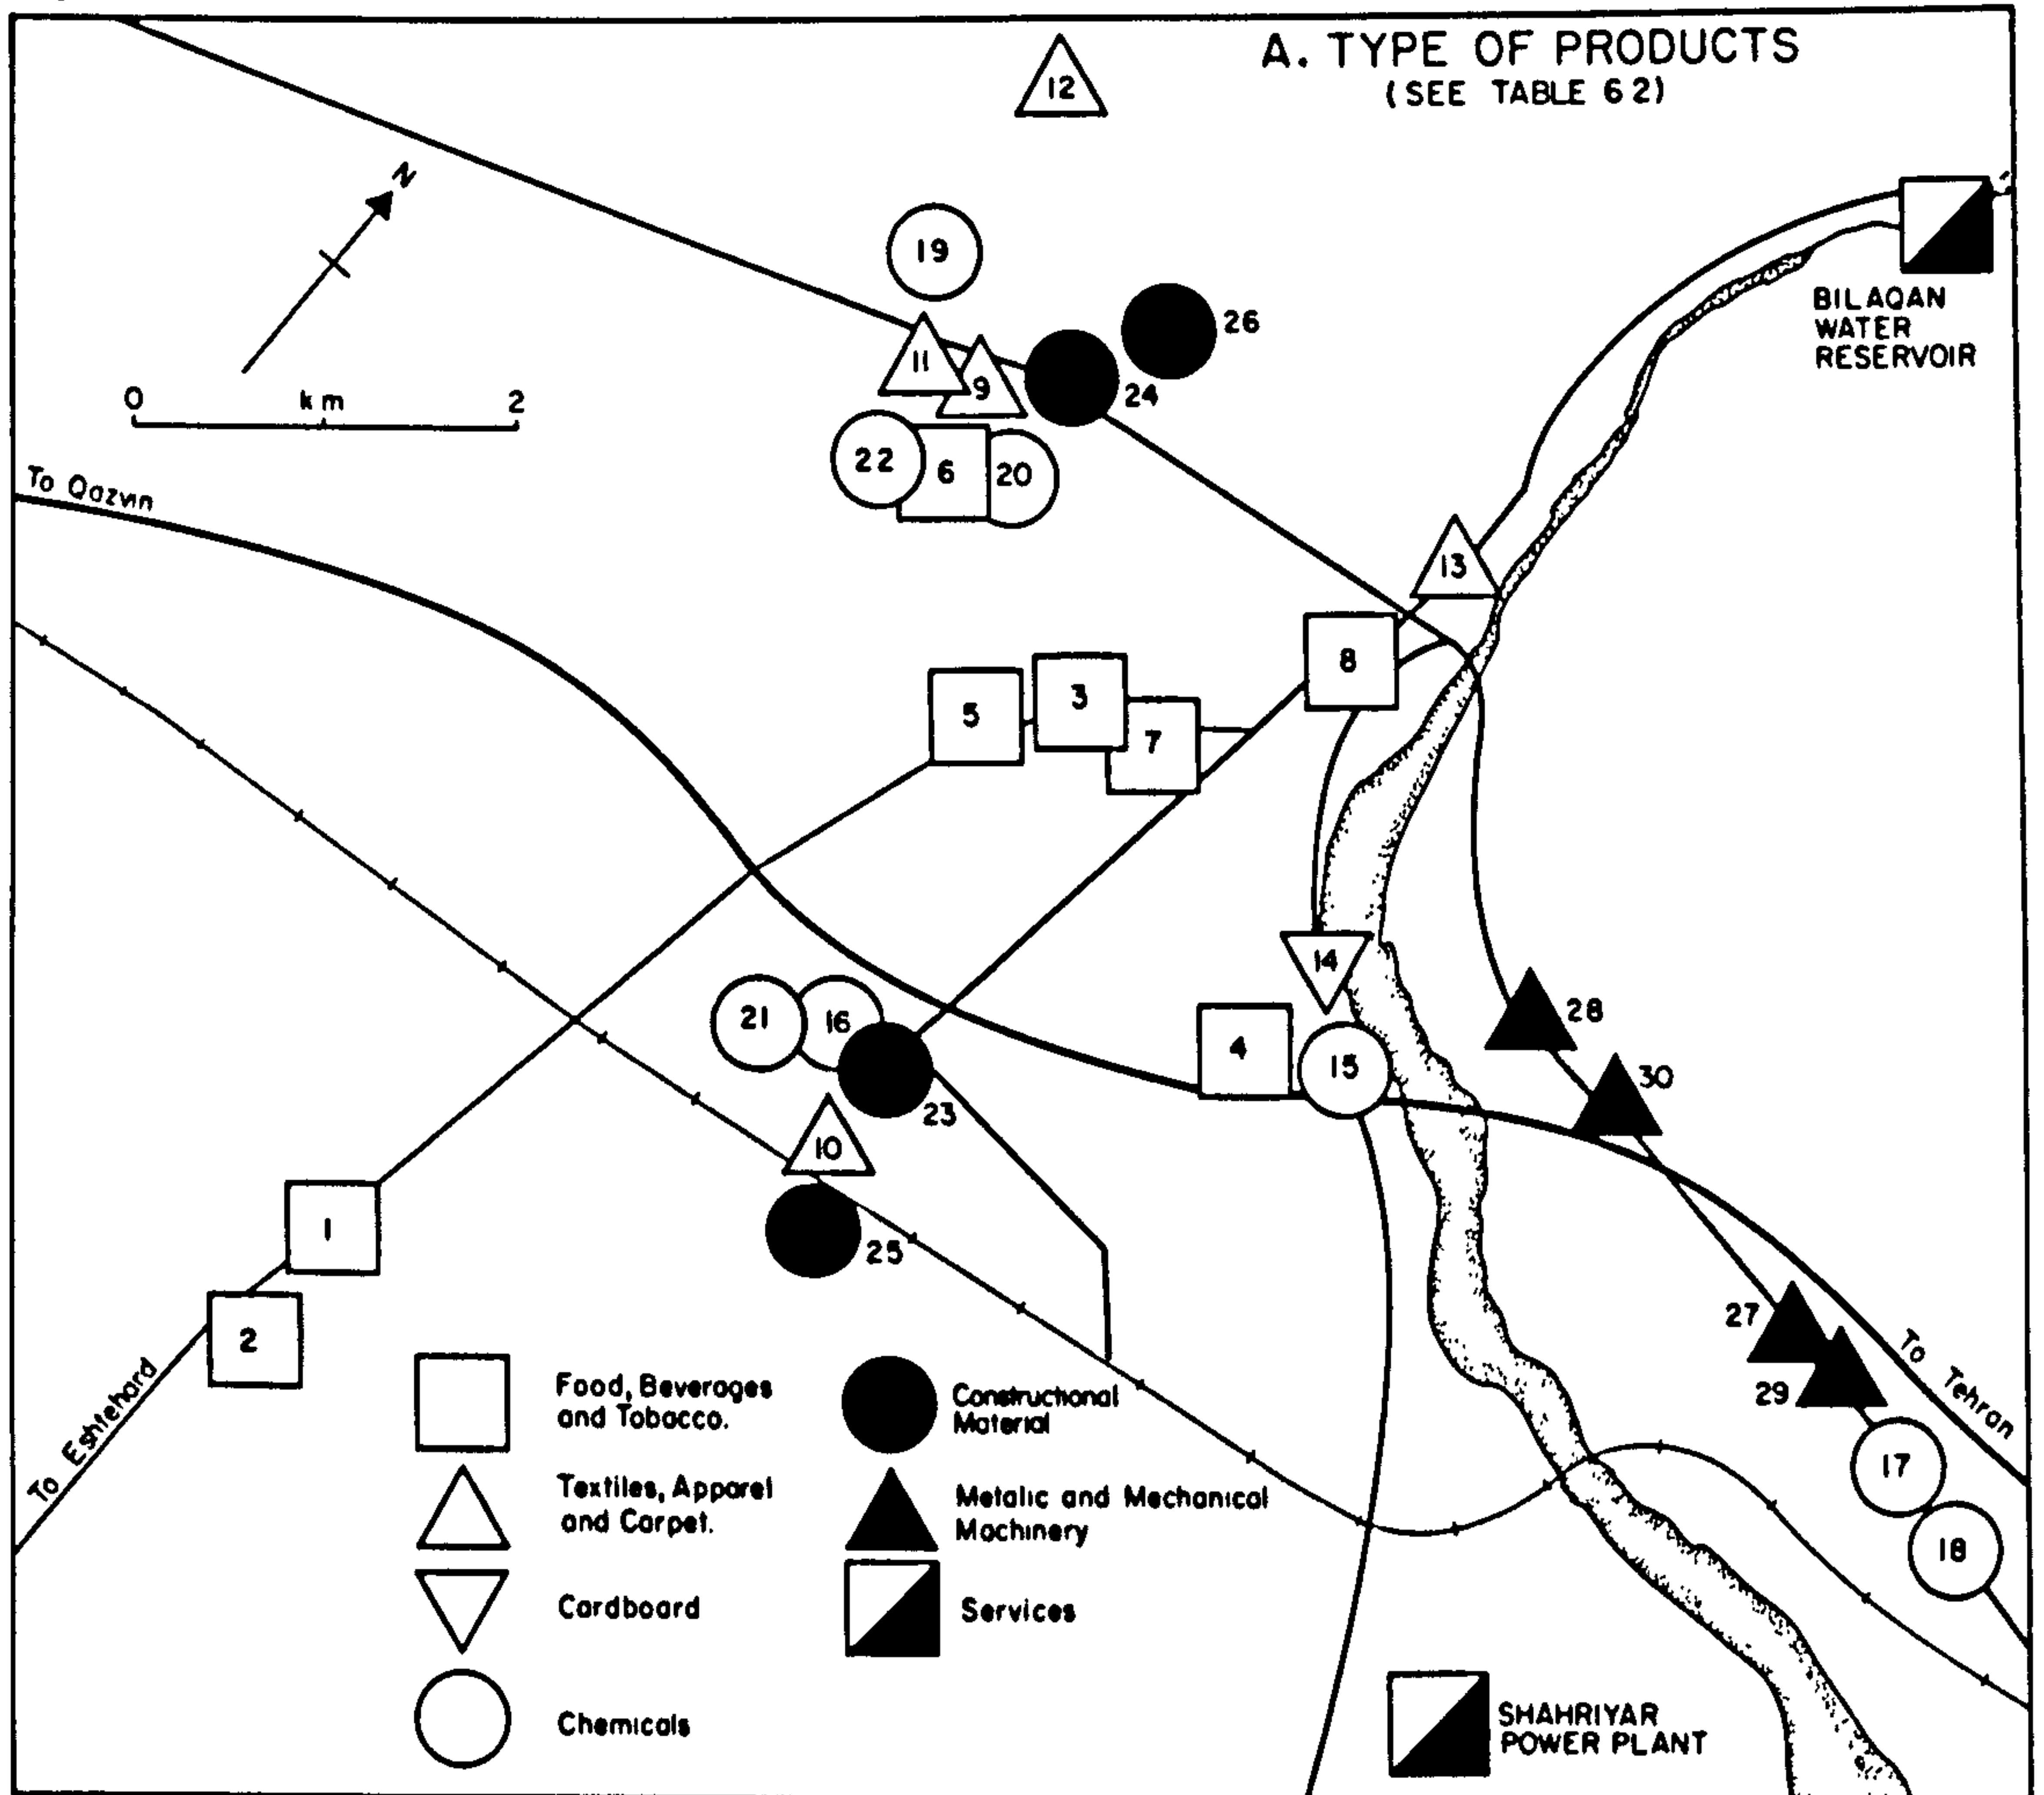 A. TYPE OF PRODUCTS
(SEE TABLE 6 2)
12
N
19
BILAQAN
WATER
RESERVOIR
26
11
9
24
0 km 2
22
6
20
To Qazvin
13
8
5
3
7
14
28
21
16
4
15
30
23
10
1
25
27
2
29
To Tehran
To Eshtehard
17
18
Food, Beverages
and Tobacco.
Constructional
Material
Textiles, Apparel
and Carpet.
Metalic and Mechanical
Machinery
Cardboard
Services
Chemicals
SHAHRIYAR
POWER PLANT